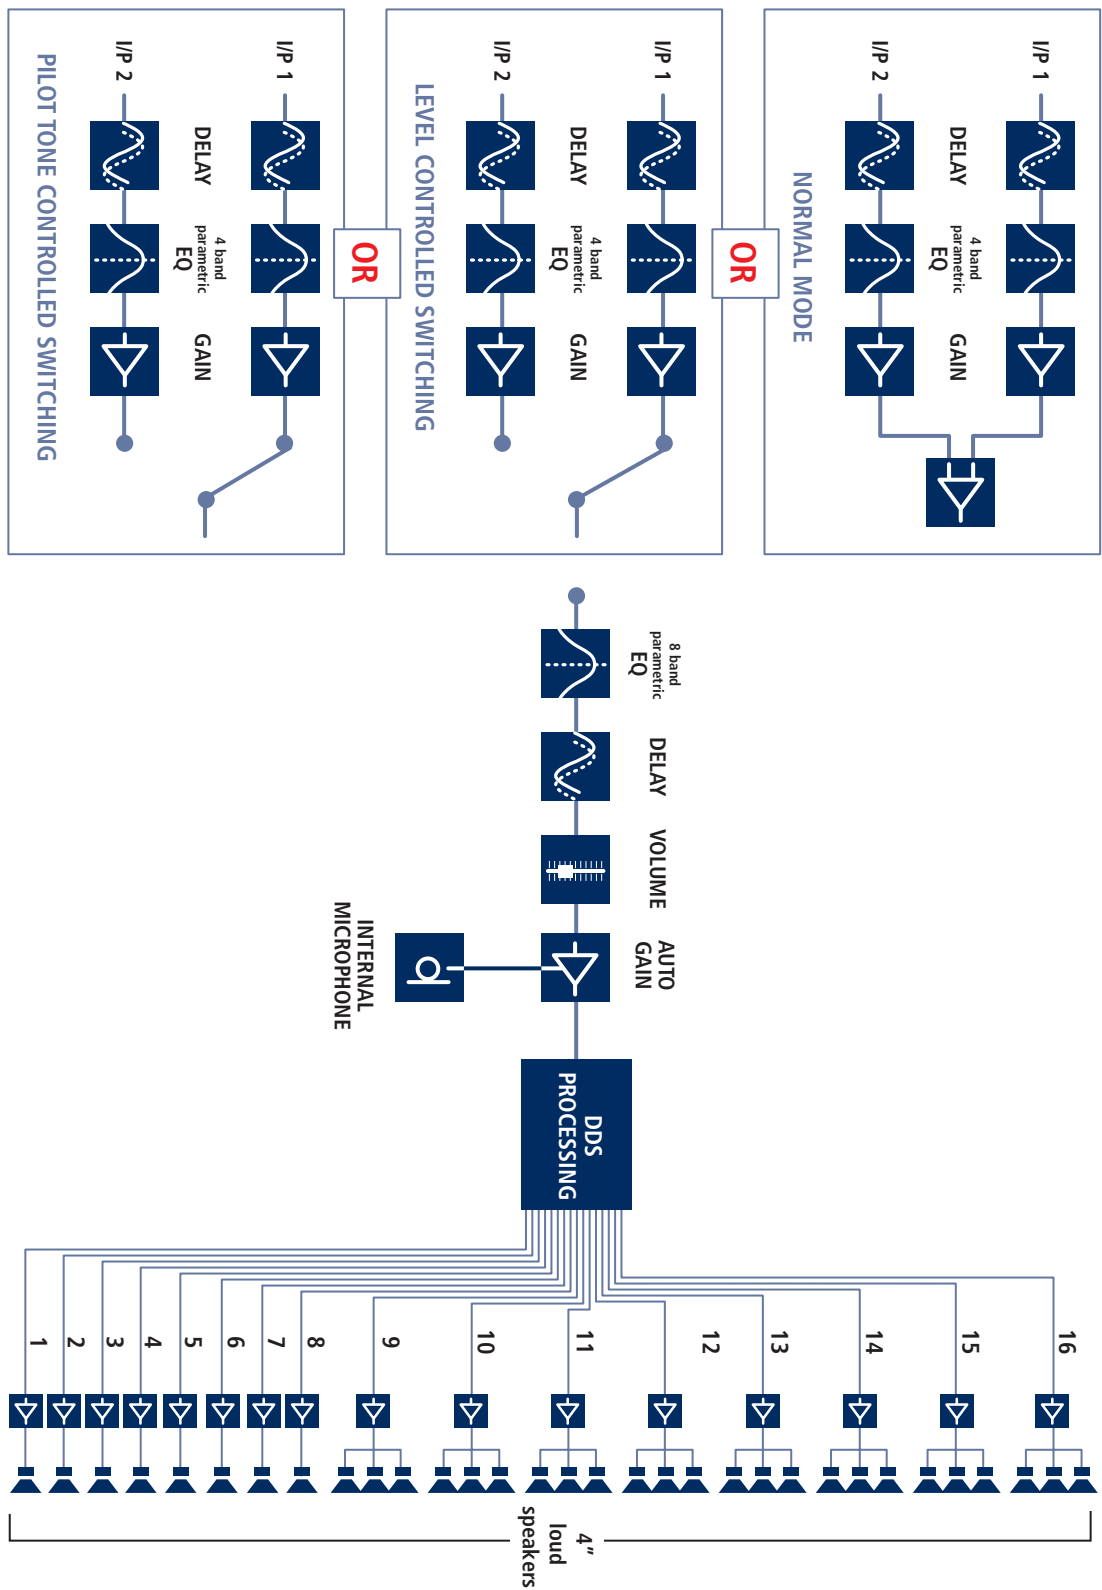 I/P 1
DELAY
4 band
parametric
EQ
GAIN
I/P 2
NORMAL MODE
OR
I/P 1
DELAY
4 band
parametric
EQ
GAIN
I/P 2
LEVEL CONTROLLED SWITCHING
OR
I/P 1
DELAY
4 band
parametric
EQ
GAIN
I/P 2
PILOT TONE CONTROLLED SWITCHING
8 band
parametric
EQ
DELAY
VOLUME
AUTO
GAIN
INTERNAL
MICROPHONE
DDS
PROCESSING
16
15
14
13
12
11
10
9
8
7
6
5
4
3
2
1
4"
loud
speakers